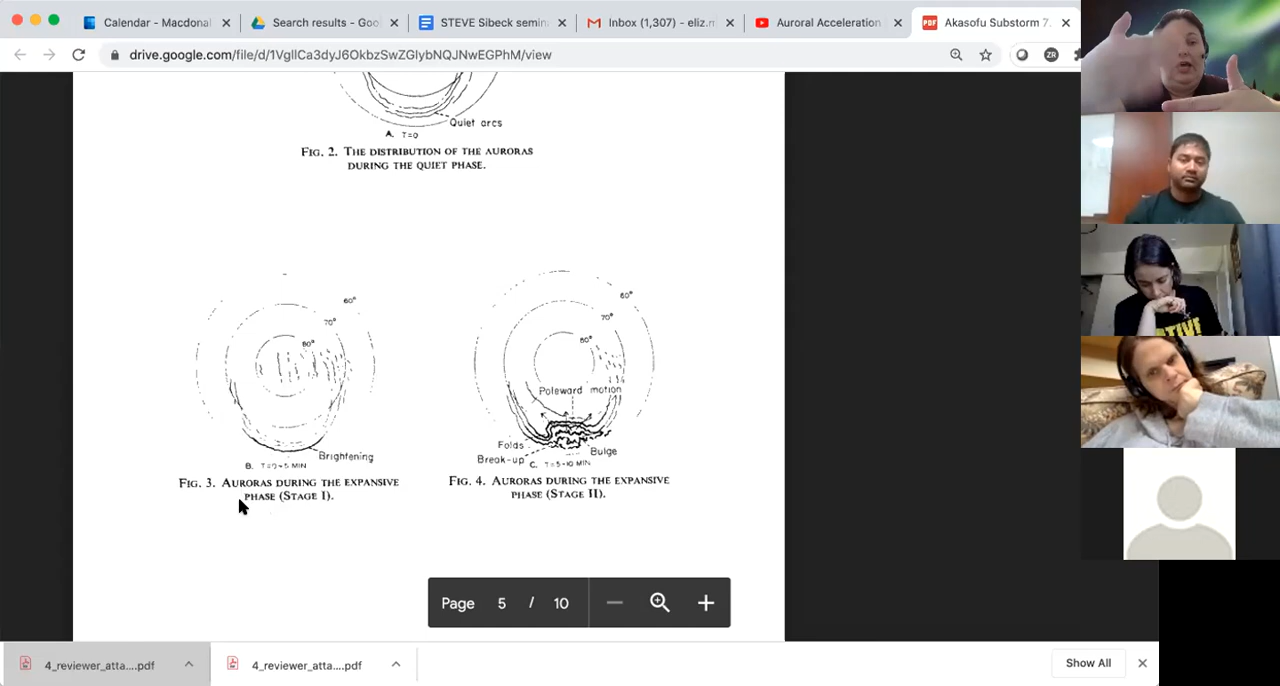 Calendar - Macdonal
Search results - Goo
STEVE Sibeck semin
Inbox (1,307) - eliz.m
Auroral Acceleration
PDF
Akasofu Substorm 7.
drive.google.com/file/d/1VgllCa3dyJ6OkbzSwZGlybNQJNwEGPhM/view
ZR
Quiet arcs
A. T=0
FIG. 2. THE DISTRIBUTION OF THE AURORAS
DURING THE QUIET PHASE.
60°
70°
80°
Brightening
B. T=0-5 MIN
FIG. 3. AURORAS DURING THE EXPANSIVE
PHASE (STAGE I).
60°
70°
80°
Poleward motion
Folds
Bulge
Break-up
C. T=5-10 MIN
FIG. 4. AURORAS DURING THE EXPANSIVE
PHASE (STAGE II).
Page 5 / 10
4_reviewer_atta....pdf
4_reviewer_atta....pdf
Show All